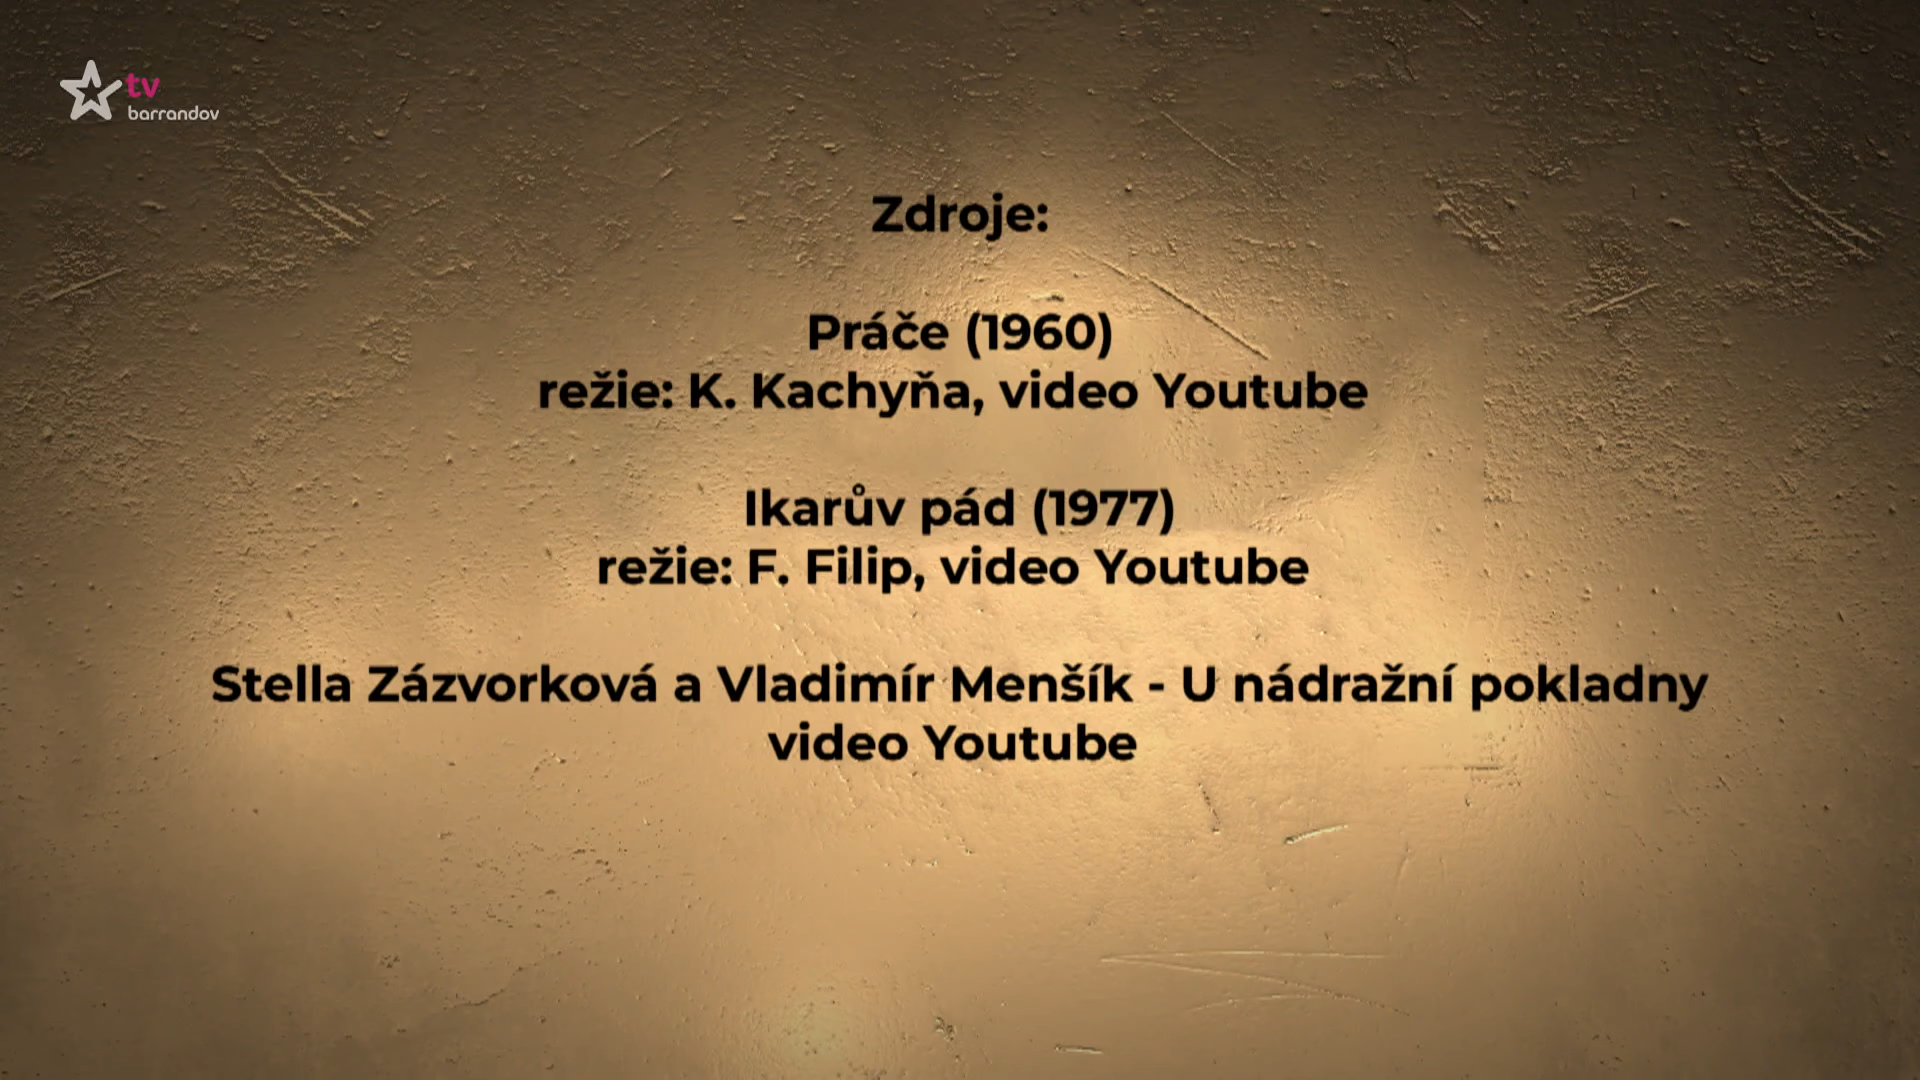 tv
barrandov
Zdroje:
Práče (1960)
režie: K. Kachyňa, video Youtube
Ikarův pád (1977)
režie: F. Filip, video Youtube
Stella Zázvorková a Vladimír Menšík - U nádražní pokladny
video Youtube